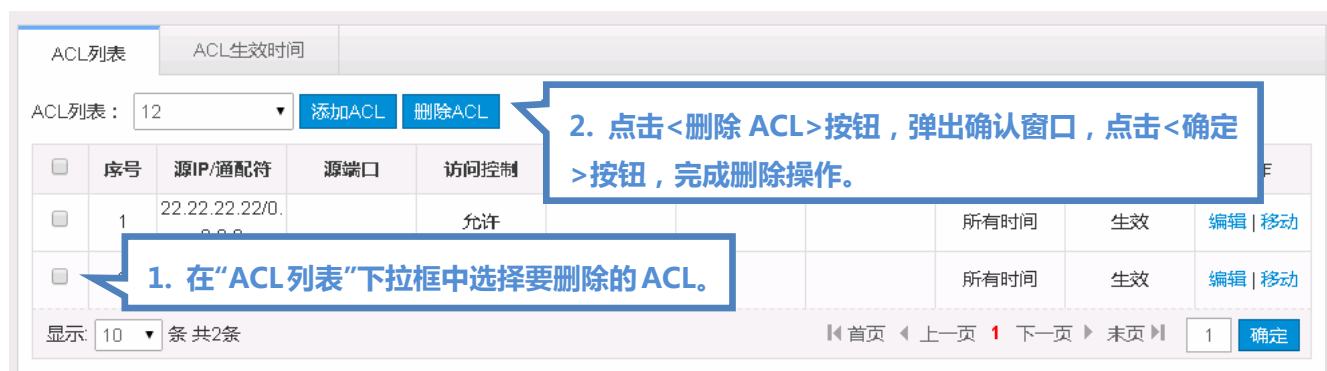 ACL列表 ACL生效时间
ACL列表： 12 添加ACL 删除ACL
2. 点击<删除 ACL>按钮，弹出确认窗口，点击<确定
>按钮，完成删除操作。
序号 源IP/通配符 源端口 访问控制
1 22.22.22.22/0. 允许 所有时间 生效 编辑 | 移动
1. 在“ACL 列表”下拉框中选择要删除的 ACL。
所有时间 生效 编辑 | 移动
显示: 10 条 共2条 首页 上一页 1 下一页 末页 1 确定